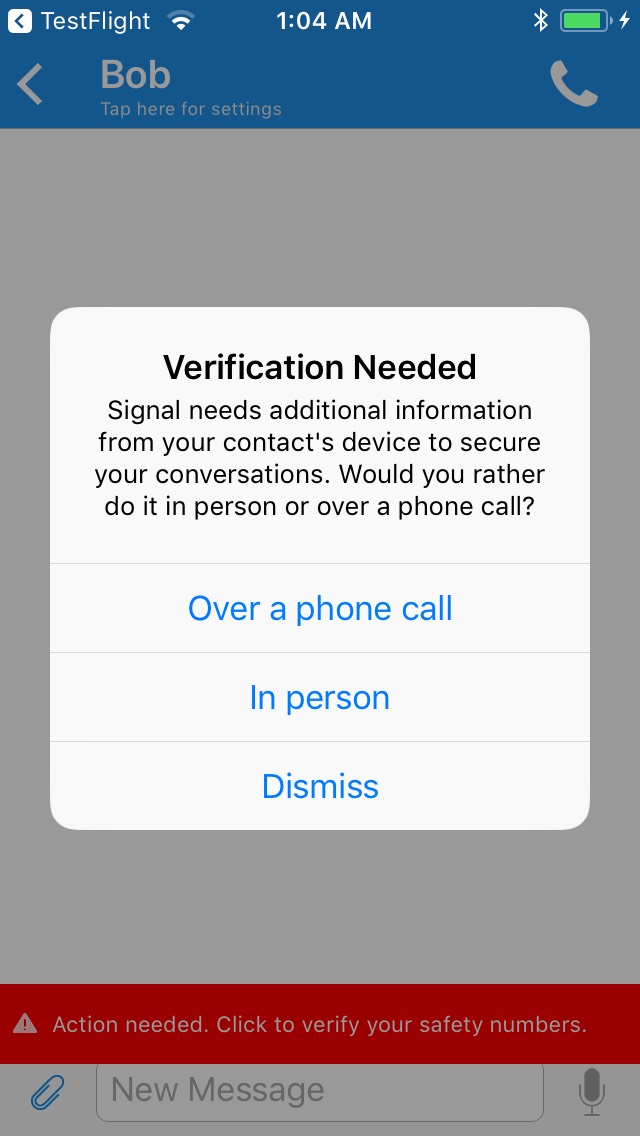 TestFlight 1:04 AM
Bob
Tap here for settings
Verification Needed
Signal needs additional information
from your contact's device to secure
your conversations. Would you rather
do it in person or over a phone call?
Over a phone call
In person
Dismiss
Action needed. Click to verify your safety numbers.
New Message